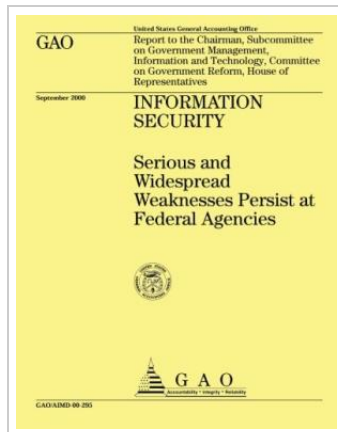 United States General Accounting Office
GAO
Report to the Chairman, Subcommittee
on Government Management,
Information and Technology, Committee
on Government Reform, House of
Representatives
September 2000
INFORMATION
SECURITY
Serious and
Widespread
Weaknesses Persist at
Federal Agencies
GAO
Accountability * Integrity * Reliability
GAO/AIMD-00-295